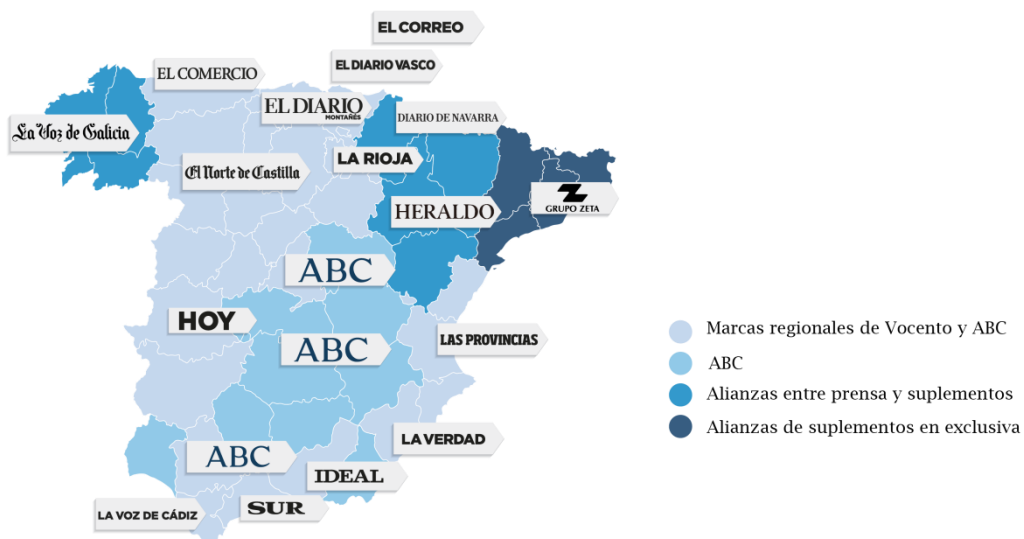 EL CORREO
EL DIARIO VASCO
EL COMERCIO
EL DIARIO
MONTAÑÉS
DIARIO DE NAVARRA
La Voz de Galicia
LA RIOJA
El Norte de Castilla
GRUPO ZETA
HERALDO
ABC
HOY
ABC
LAS PROVINCIAS
LA VERDAD
ABC
IDEAL
SUR
LA VOZ DE CÁDIZ
Marcas regionales de Vocento y ABC
ABC
Alianzas entre prensa y suplementos
Alianzas de suplementos en exclusiva